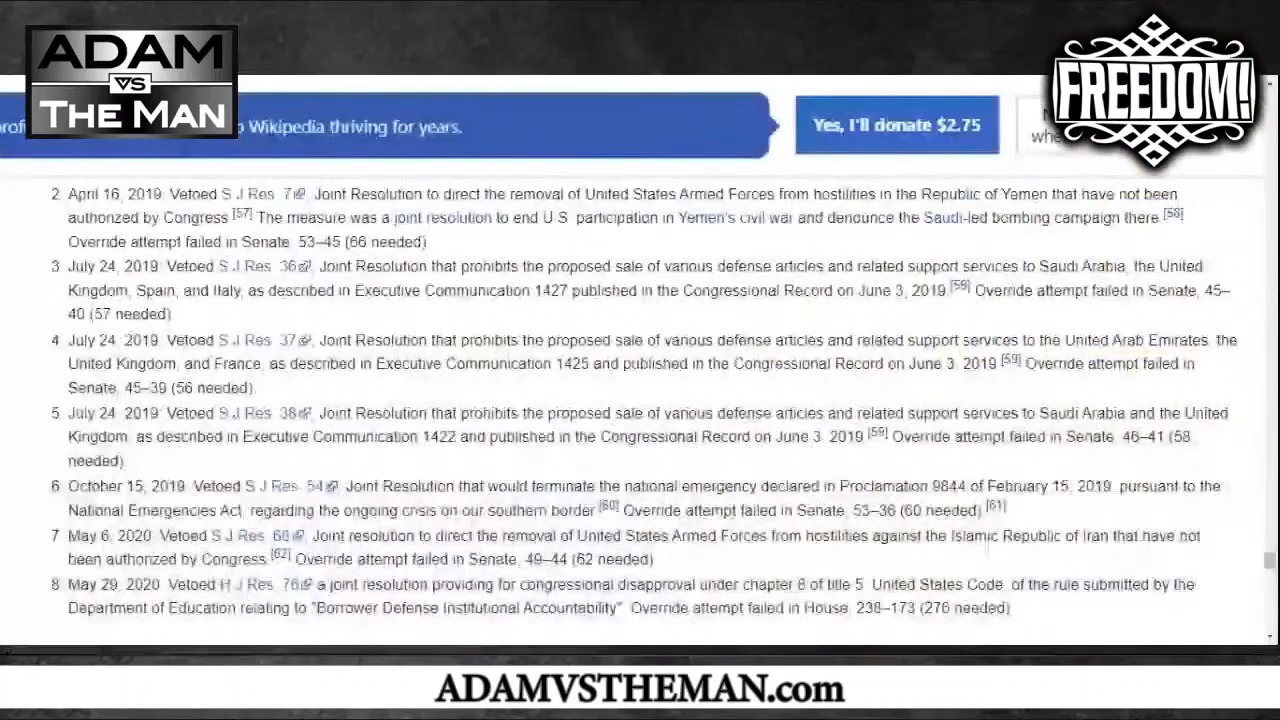 ADAM
VS
THE MAN
FREEDOM!
Wikipedia thriving for years.
Yes, I'll donate $2.75
2 April 16, 2019: Vetoed S.J.Res. 7, Joint Resolution to direct the removal of United States Armed Forces from hostilities in the Republic of Yemen that have not been
authorized by Congress.[57] The measure was a joint resolution to end U.S. participation in Yemen's civil war and denounce the Saudi-led bombing campaign there.[58]
Override attempt failed in Senate, 53–45 (66 needed)
3 July 24, 2019: Vetoed S.J.Res. 36, Joint Resolution that prohibits the proposed sale of various defense articles and related support services to Saudi Arabia, the United
Kingdom, Spain, and Italy, as described in Executive Communication 1427 published in the Congressional Record on June 3, 2019.[59] Override attempt failed in Senate, 45–
40 (57 needed)
4 July 24, 2019: Vetoed S.J.Res. 37, Joint Resolution that prohibits the proposed sale of various defense articles and related support services to the United Arab Emirates, the
United Kingdom, and France, as described in Executive Communication 1425 and published in the Congressional Record on June 3, 2019.[59] Override attempt failed in
Senate, 45–39 (56 needed).
5 July 24, 2019: Vetoed S.J.Res. 38, Joint Resolution that prohibits the proposed sale of various defense articles and related support services to Saudi Arabia and the United
Kingdom, as described in Executive Communication 1422 and published in the Congressional Record on June 3, 2019.[59] Override attempt failed in Senate, 46–41 (58
needed).
6 October 15, 2019: Vetoed S.J.Res. 54, Joint Resolution that would terminate the national emergency declared in Proclamation 9844 of February 15, 2019, pursuant to the
National Emergencies Act, regarding the ongoing crisis on our southern border.[60] Override attempt failed in Senate, 53–36 (60 needed).[61]
7 May 6, 2020: Vetoed S.J.Res. 68, Joint resolution to direct the removal of United States Armed Forces from hostilities against the Islamic Republic of Iran that have not
been authorized by Congress.[62] Override attempt failed in Senate, 49–44 (62 needed)
8 May 29, 2020: Vetoed H.J.Res. 76, a joint resolution providing for congressional disapproval under chapter 8 of title 5, United States Code, of the rule submitted by the
Department of Education relating to "Borrower Defense Institutional Accountability". Override attempt failed in House, 238–173 (276 needed)
ADAMVSTHEMAN.com